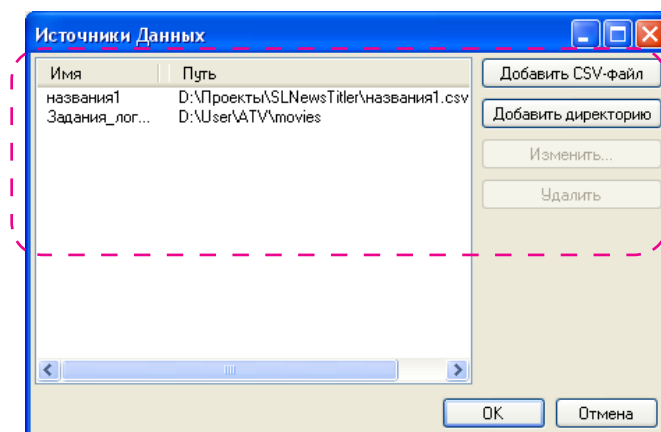 Источники Данных
Имя Путь
названия1 D:\Проекты\SLNewsTitler\названия1.csv
Задания_лог... D:\User\ATV\movies
Добавить CSV-файл
Добавить директорию
Изменить...
Удалить
OK Отмена